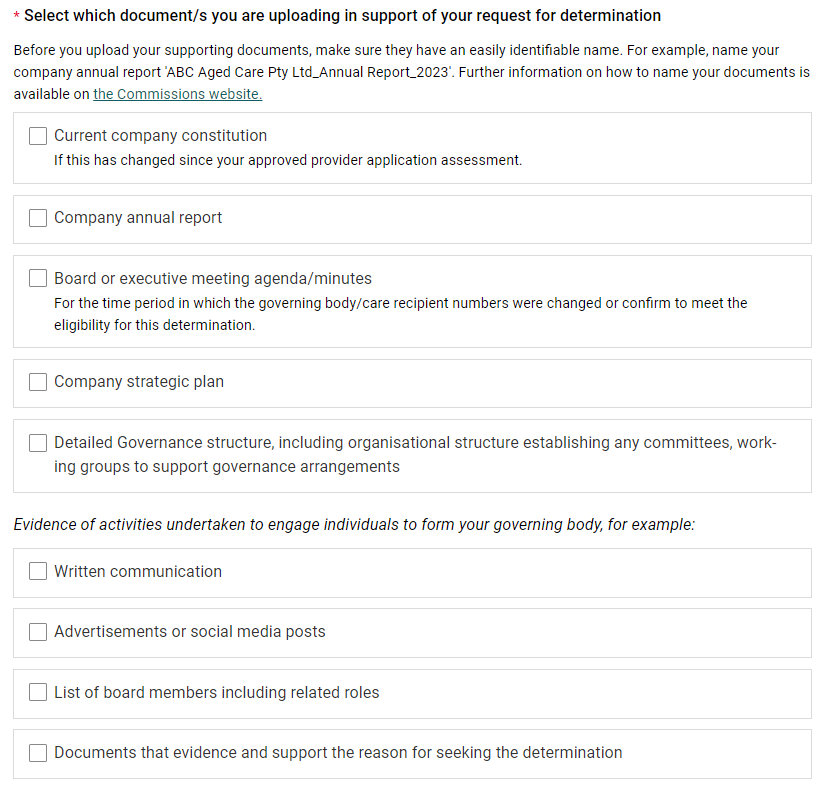 * Select which document/s you are uploading in support of your request for determination
Before you upload your supporting documents, make sure they have an easily identifiable name. For example, name your
company annual report 'ABC Aged Care Pty Ltd_Annual Report_2023'. Further information on how to name your documents is
available on the Commissions website.
Current company constitution
If this has changed since your approved provider application assessment.
Company annual report
Board or executive meeting agenda/minutes
For the time period in which the governing body/care recipient numbers were changed or confirm to meet the
eligibility for this determination.
Company strategic plan
Detailed Governance structure, including organisational structure establishing any committees, work-
ing groups to support governance arrangements
Evidence of activities undertaken to engage individuals to form your governing body, for example:
Written communication
Advertisements or social media posts
List of board members including related roles
Documents that evidence and support the reason for seeking the determination